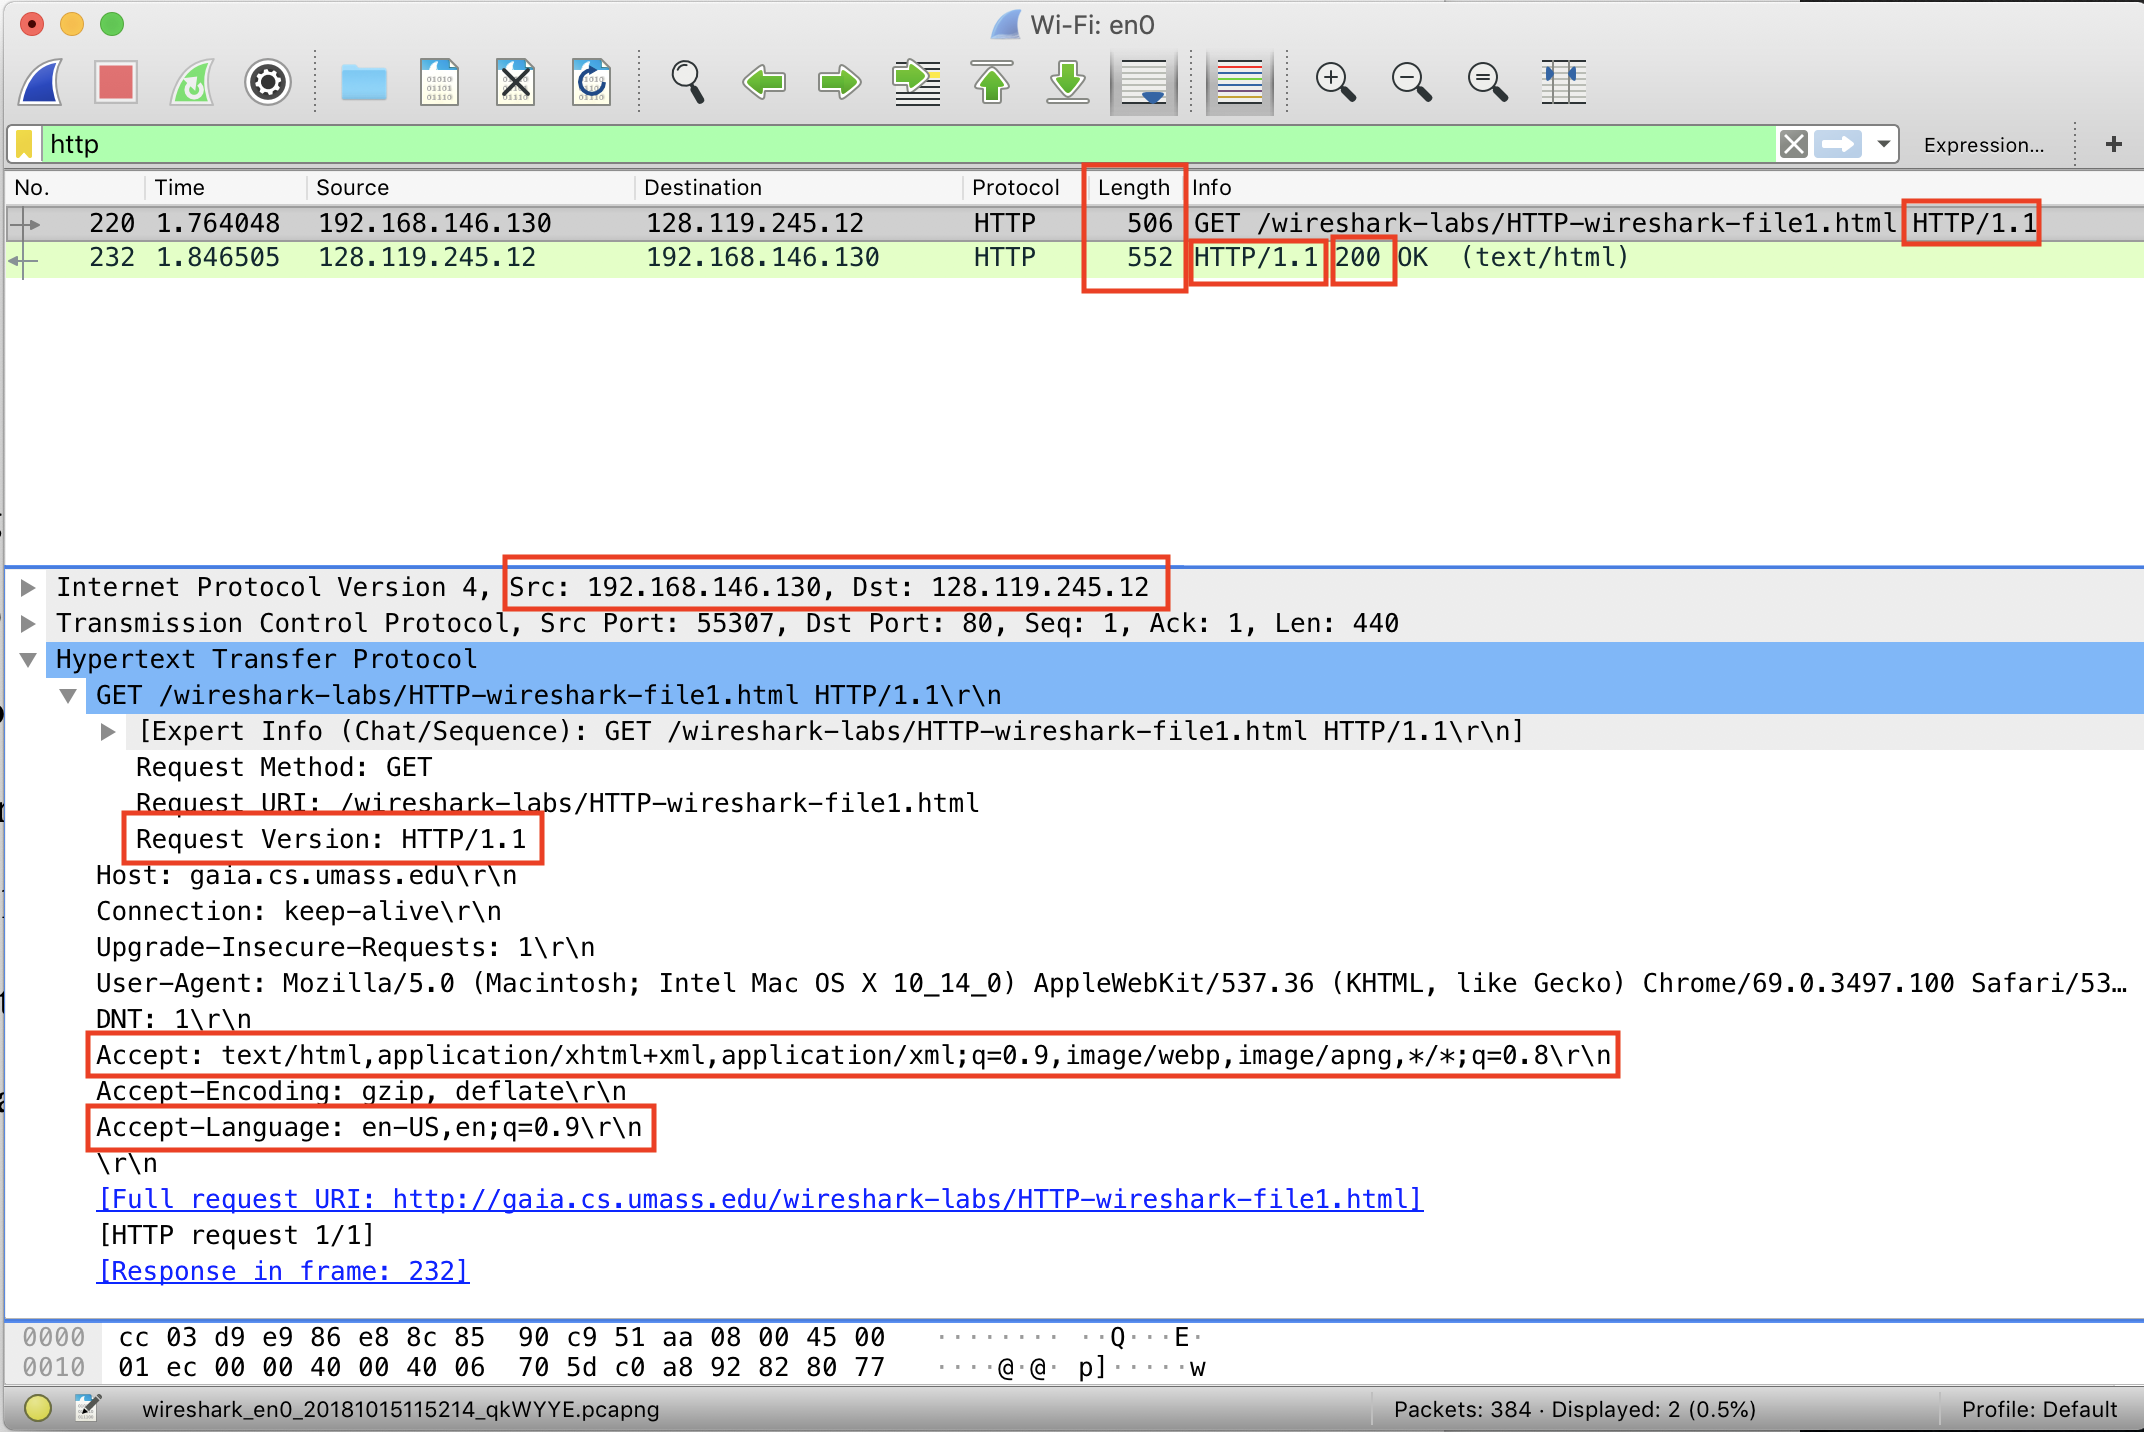 Wi-Fi: en0
http
Expression...
+
No. Time Source Destination Protocol Length Info
220 1.764048 192.168.146.130 128.119.245.12 HTTP 506 GET /wireshark-labs/HTTP-wireshark-file1.html HTTP/1.1
232 1.846505 128.119.245.12 192.168.146.130 HTTP 552 HTTP/1.1 200 OK  (text/html)
Internet Protocol Version 4, Src: 192.168.146.130, Dst: 128.119.245.12
Transmission Control Protocol, Src Port: 55307, Dst Port: 80, Seq: 1, Ack: 1, Len: 440
Hypertext Transfer Protocol
GET /wireshark-labs/HTTP-wireshark-file1.html HTTP/1.1\r\n
[Expert Info (Chat/Sequence): GET /wireshark-labs/HTTP-wireshark-file1.html HTTP/1.1\r\n]
Request Method: GET
Request URI: /wireshark-labs/HTTP-wireshark-file1.html
Request Version: HTTP/1.1
Host: gaia.cs.umass.edu\r\n
Connection: keep-alive\r\n
Upgrade-Insecure-Requests: 1\r\n
User-Agent: Mozilla/5.0 (Macintosh; Intel Mac OS X 10_14_0) AppleWebKit/537.36 (KHTML, like Gecko) Chrome/69.0.3497.100 Safari/53…
DNT: 1\r\n
Accept: text/html,application/xhtml+xml,application/xml;q=0.9,image/webp,image/apng,*/*;q=0.8\r\n
Accept-Encoding: gzip, deflate\r\n
Accept-Language: en-US,en;q=0.9\r\n
\r\n
[Full request URI: http://gaia.cs.umass.edu/wireshark-labs/HTTP-wireshark-file1.html]
[HTTP request 1/1]
[Response in frame: 232]
0000 cc 03 d9 e9 86 e8 8c 85  90 c9 51 aa 08 00 45 00 ········ ··Q···E·
0010 01 ec 00 00 40 00 40 06  70 5d c0 a8 92 82 80 77 ····@·@· p]·····w
wireshark_en0_20181015115214_qkWYYE.pcapng
Packets: 384 · Displayed: 2 (0.5%)
Profile: Default